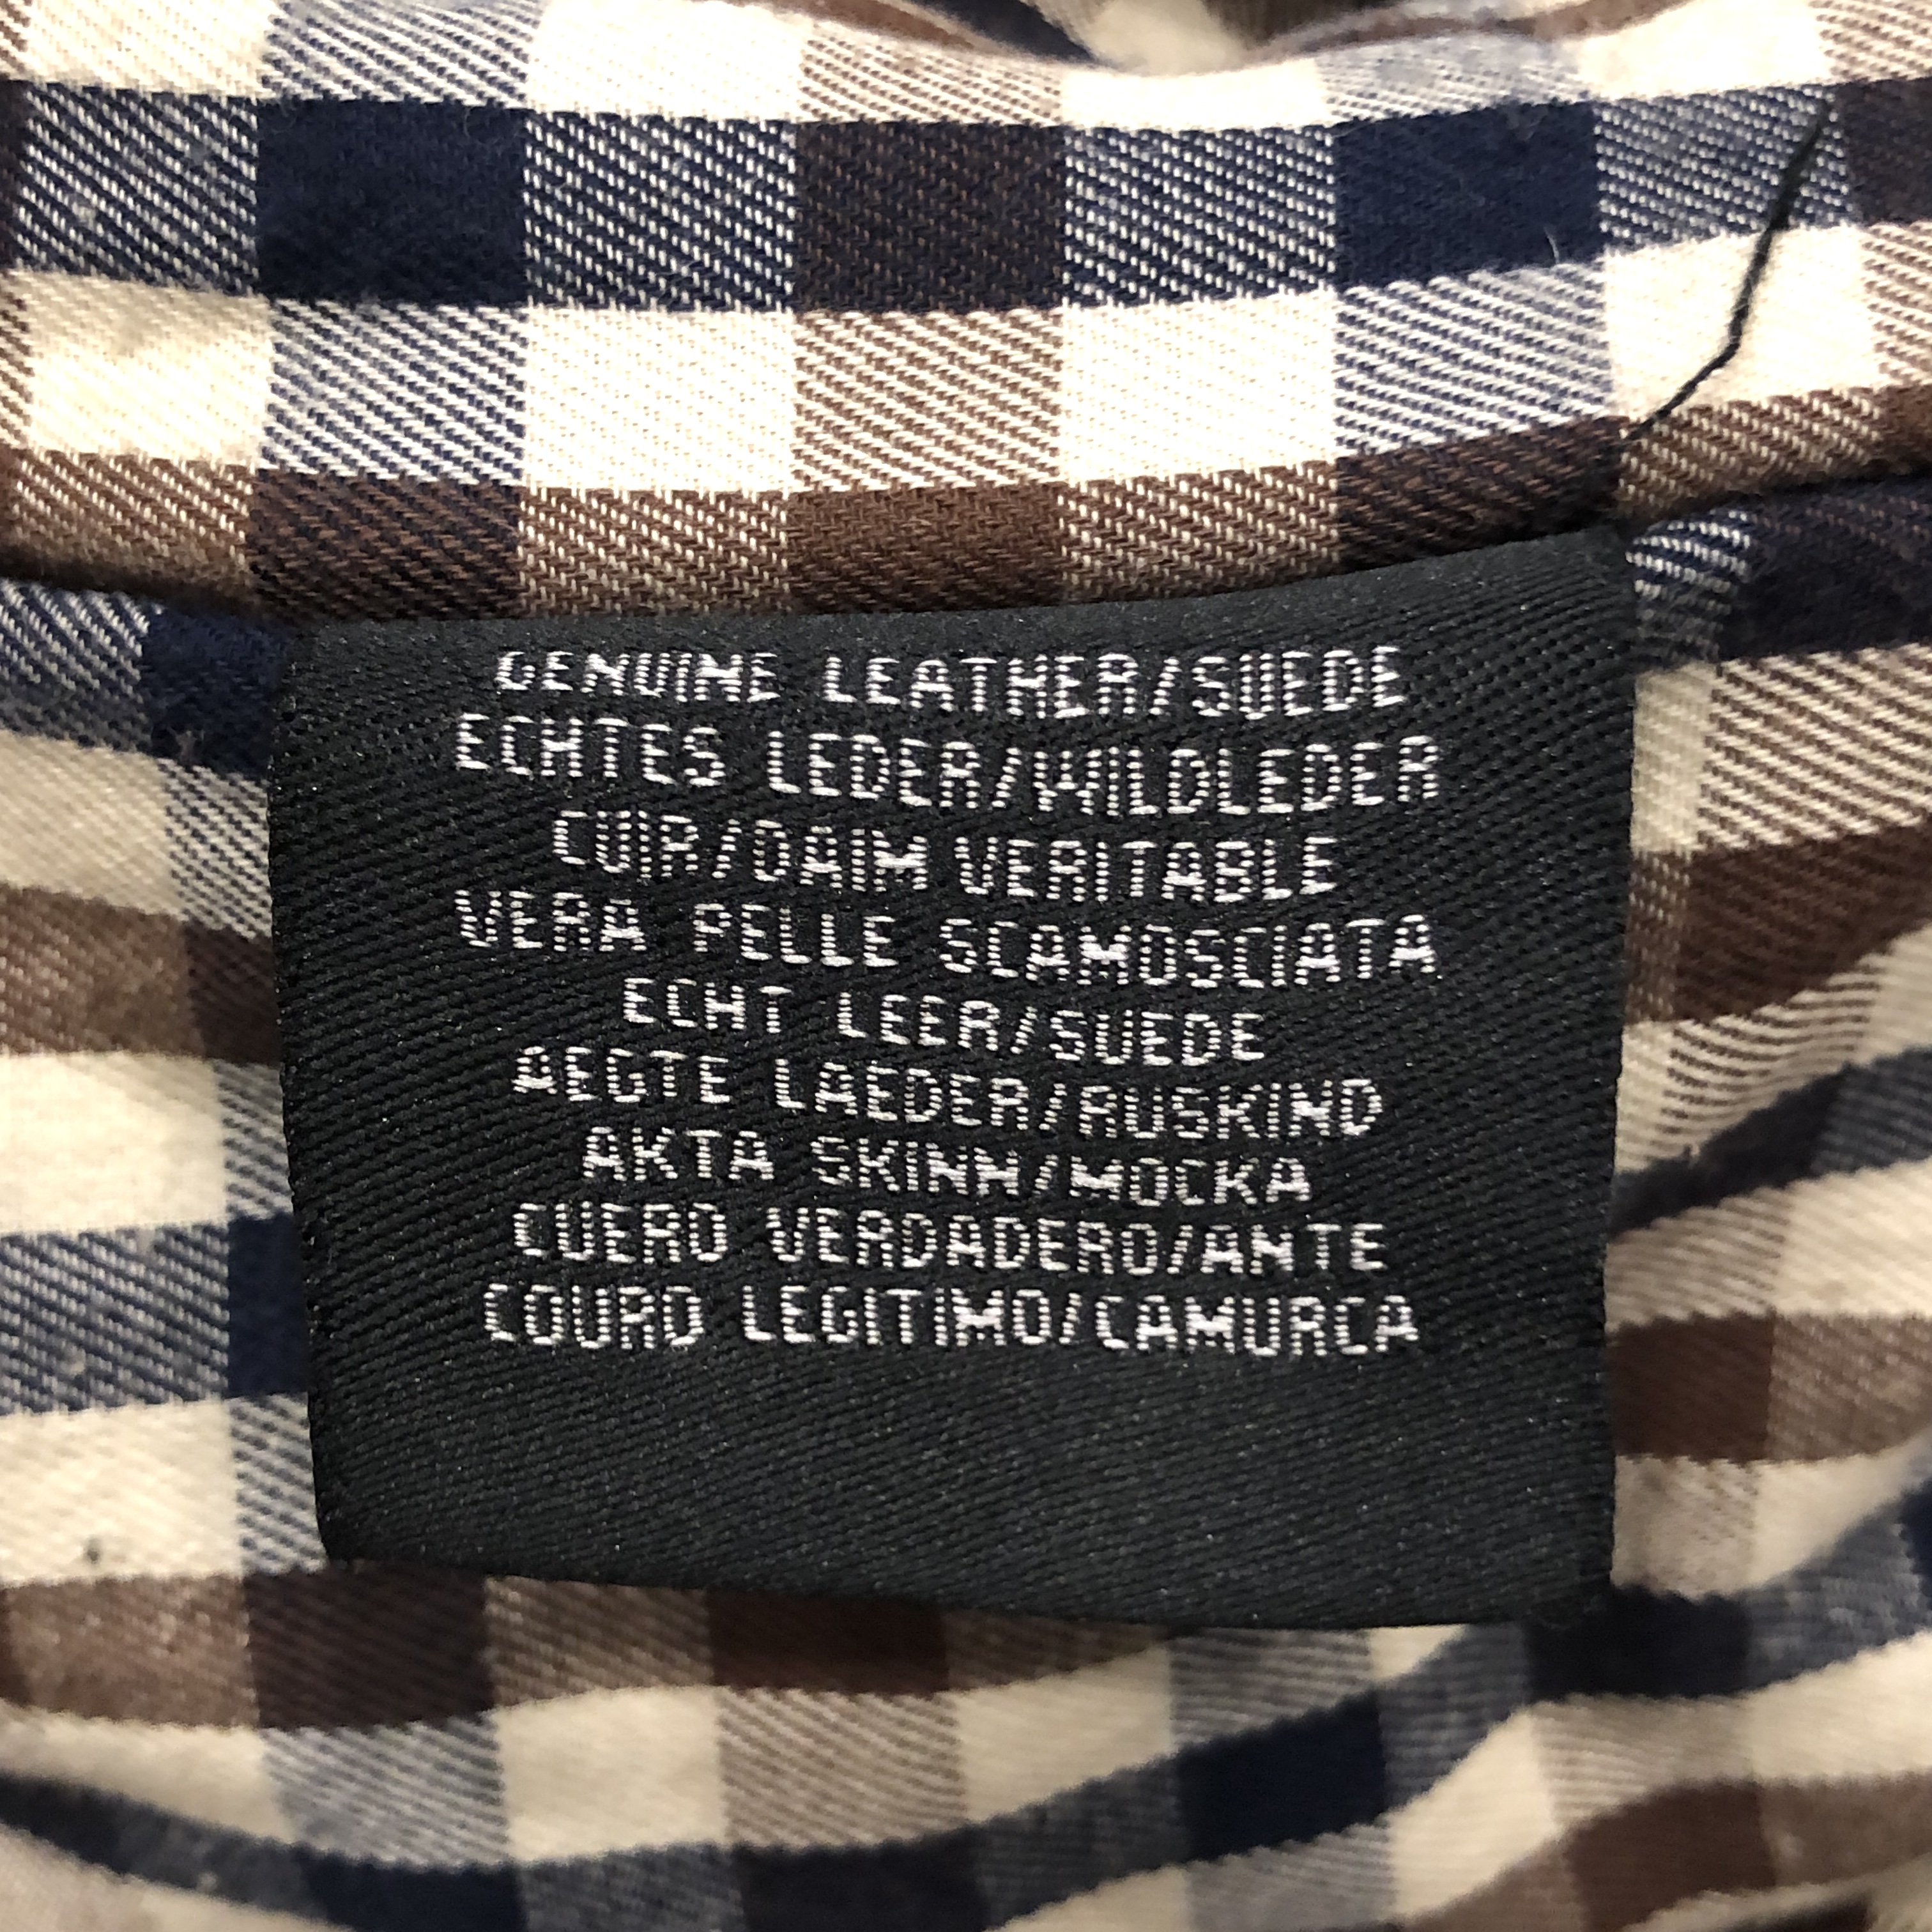 GENUINE LEATHER/SUEDE
ECHTES LEDER/WILDLEDER
CUIR/DAIM VERITABLE
VERA PELLE SCAMOSCIATA
ECHT LEER/SUEDE
AEGTE LAEDER/RUSKIND
AKTA SKINN/MOCKA
CUERO VERDADERO/ANTE
COURO LEGITIMO/CAMURCA